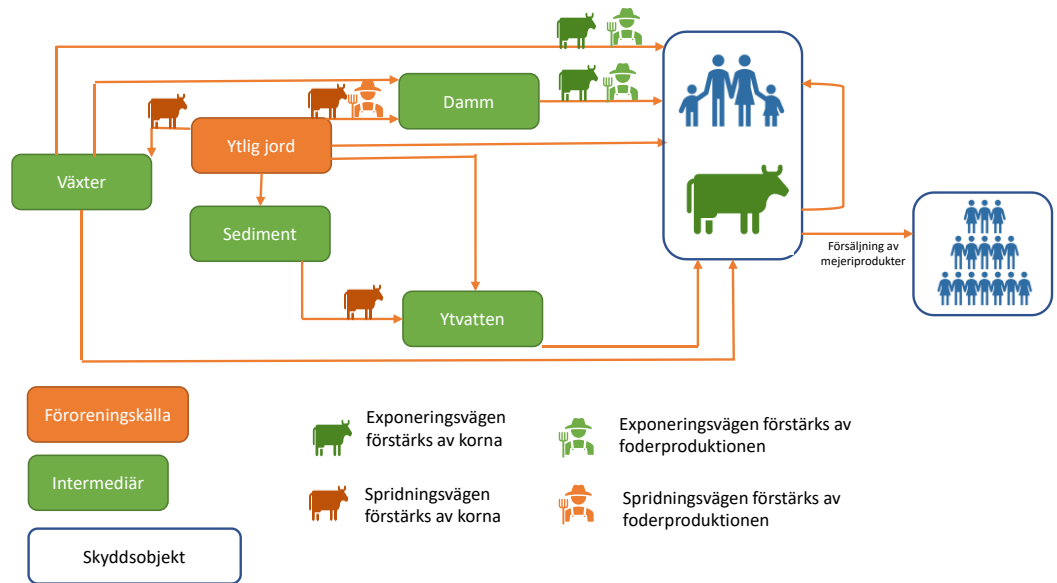 Damm
Ytlig jord
Växter
Sediment
Försäljning av
mejeriprodukter
Ytvatten
Föroreningskälla
Intermediär
Skyddsobjekt
Exponeringsvägen
förstärks av korna
Spridningsvägen
förstärks av korna
Exponeringsvägen förstärks av
foderproduktionen
Spridningsvägen förstärks av
foderproduktionen